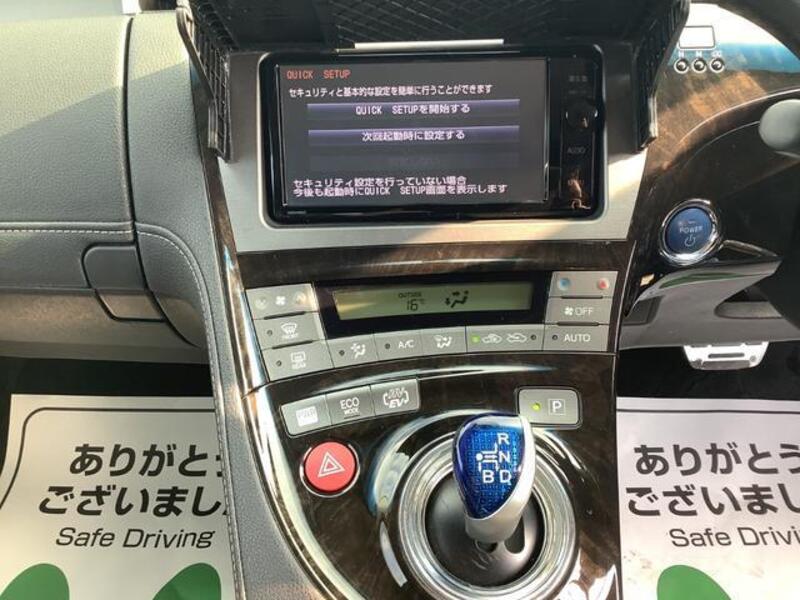 QUICK SETUP
セキュリティと基本的な設定を簡単に行うことができます
QUICK SETUPを開始する
次回起動時に設定する
セキュリティ設定を行っていない場合
今後も起動時にQUICK SETUP画面を表示します
AUDIO
N M
POWER
OUTSIDE
16℃
OFF
FRONT
REAR
A/C
AUTO
ECO
MODE
EV
P
R
N
B D
ありがとう
ございまし
Safe Driving
ありがとう
ございまし
Safe Driving